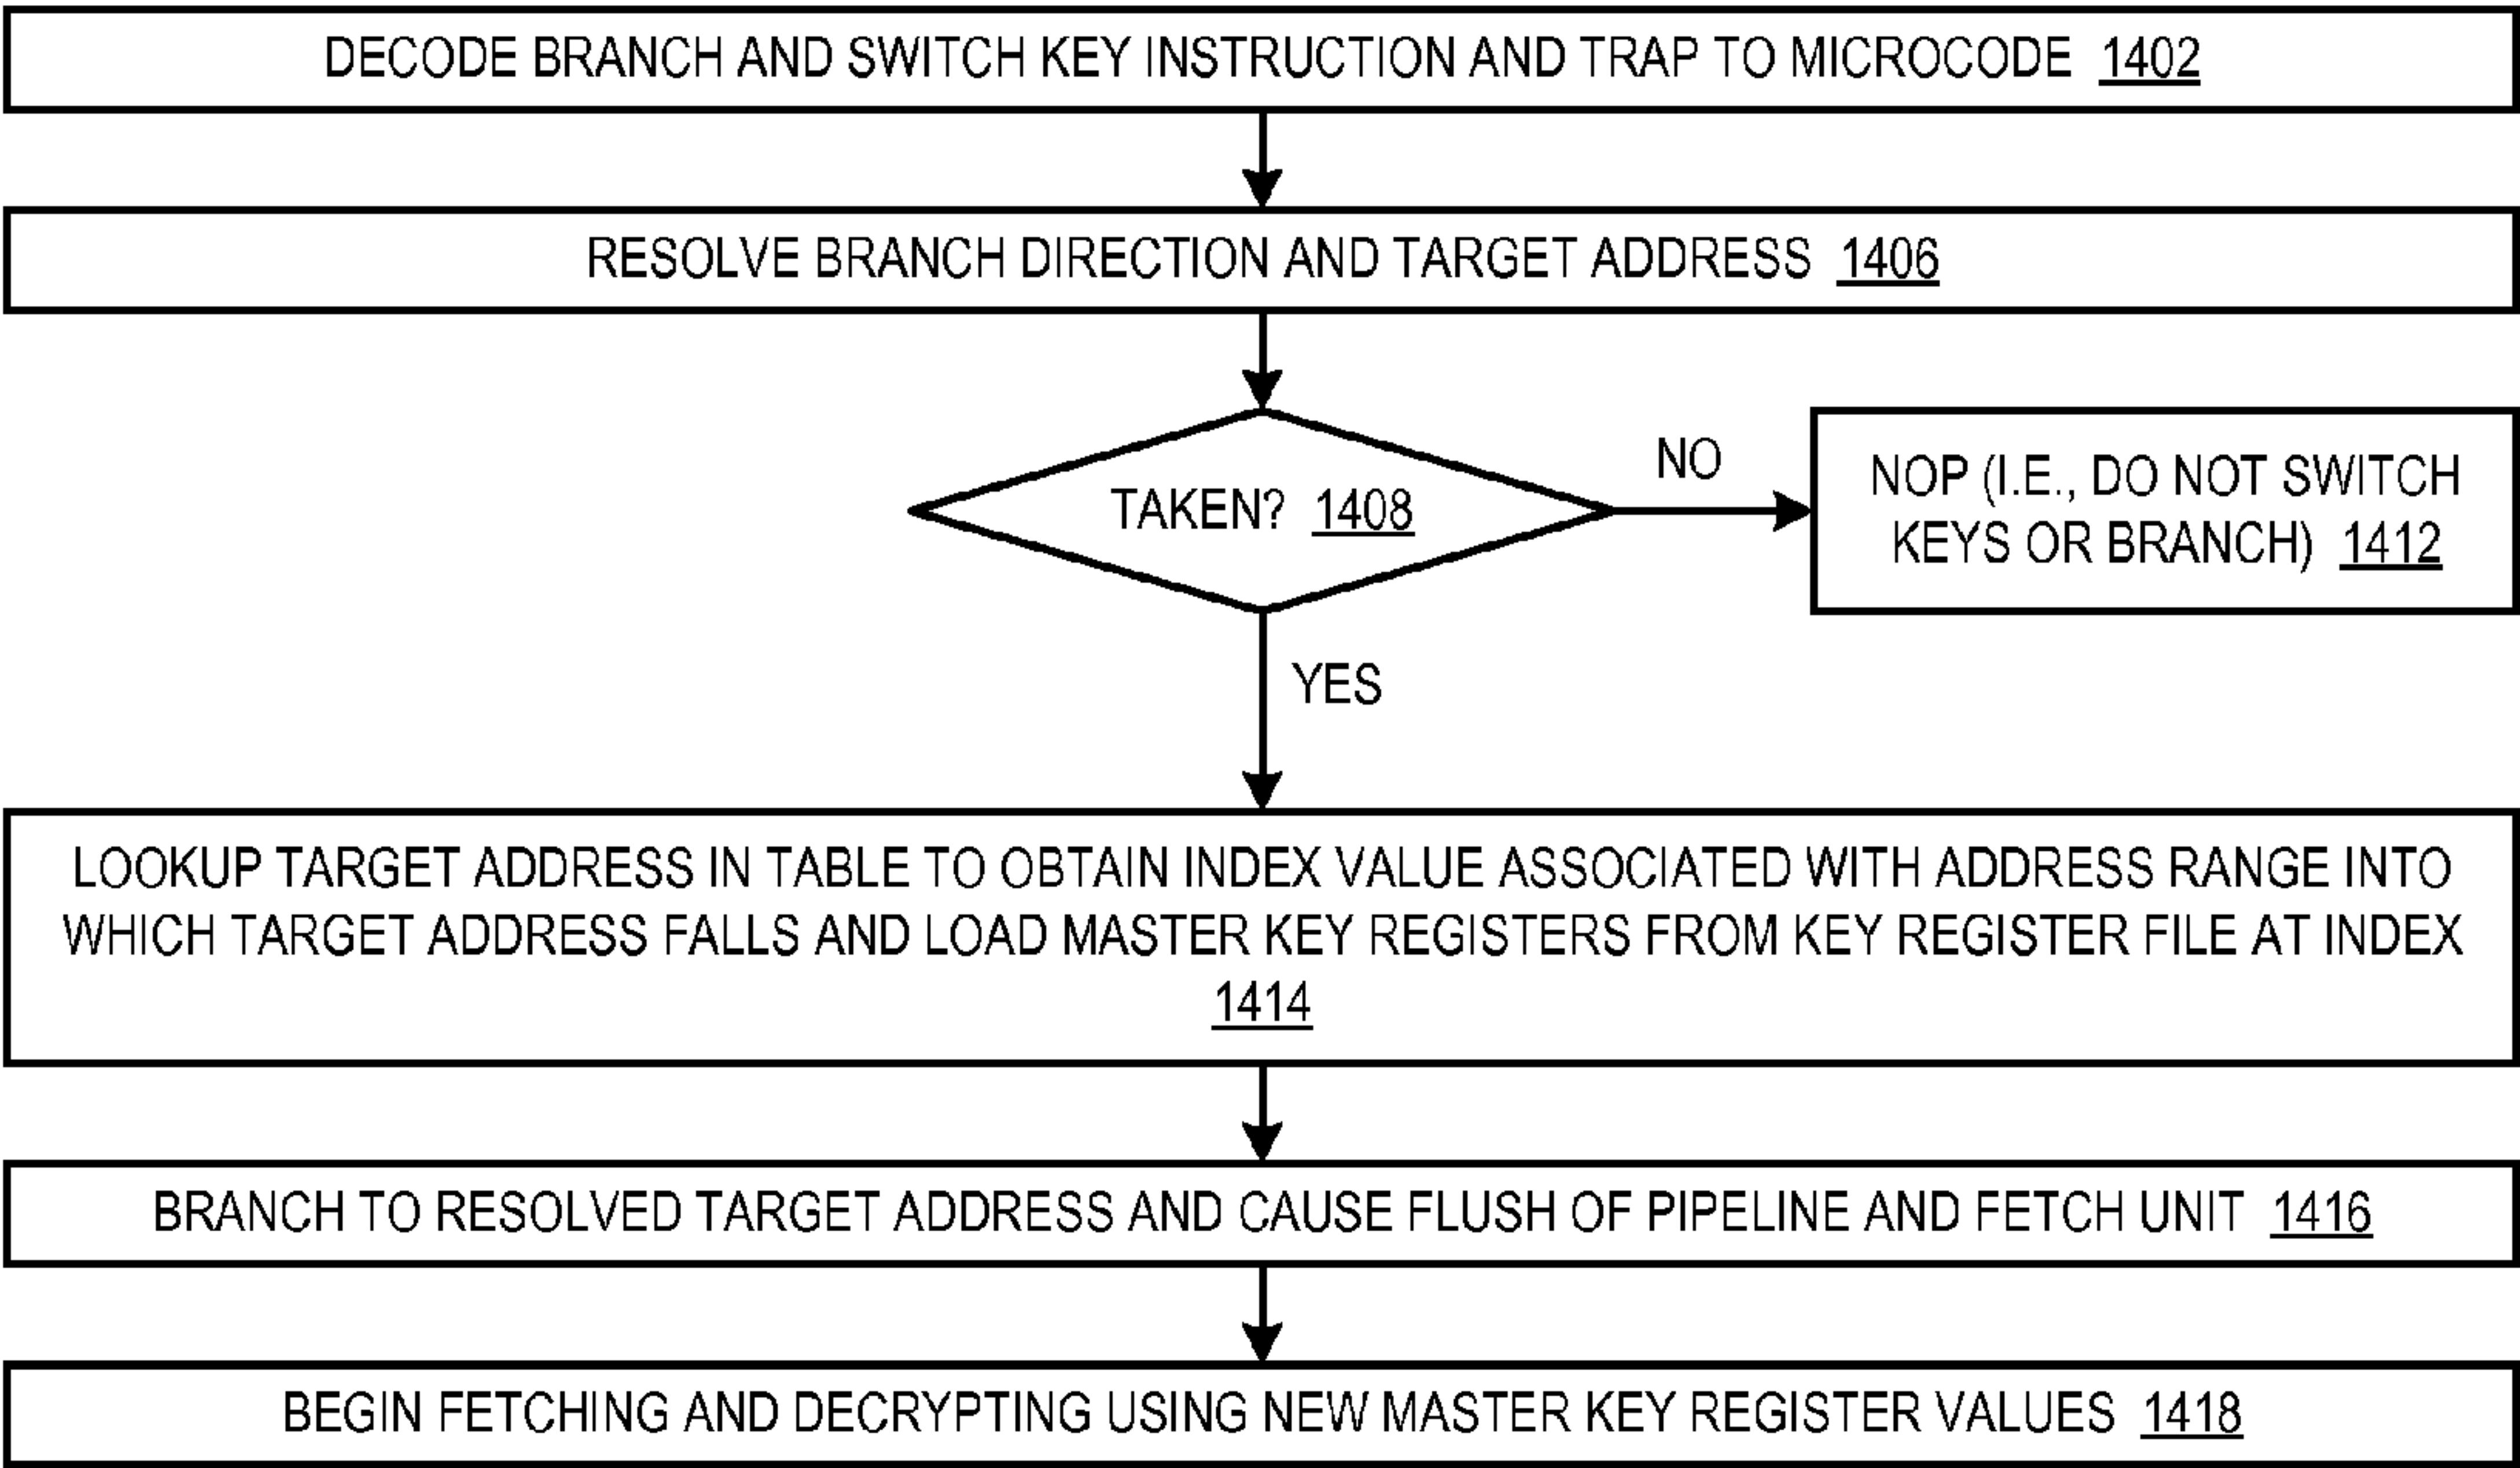 DECODE BRANCH AND SWITCH KEY INSTRUCTION AND TRAP TO MICROCODE 1402
RESOLVE BRANCH DIRECTION AND TARGET ADDRESS 1406
TAKEN? 1408
NO
NOP (I.E., DO NOT SWITCH
KEYS OR BRANCH) 1412
YES
LOOKUP TARGET ADDRESS IN TABLE TO OBTAIN INDEX VALUE ASSOCIATED WITH ADDRESS RANGE INTO
WHICH TARGET ADDRESS FALLS AND LOAD MASTER KEY REGISTERS FROM KEY REGISTER FILE AT INDEX
1414
BRANCH TO RESOLVED TARGET ADDRESS AND CAUSE FLUSH OF PIPELINE AND FETCH UNIT 1416
BEGIN FETCHING AND DECRYPTING USING NEW MASTER KEY REGISTER VALUES 1418